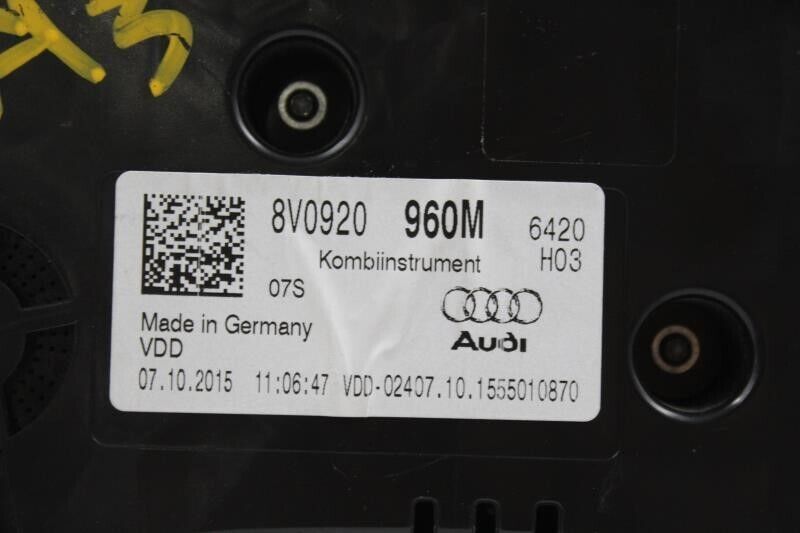 8V0920 960M 6420
Kombiinstrument H03
07S
Audi
Made in Germany
VDD
07.10.2015 11:06:47 VDD-02407.10.1555010870